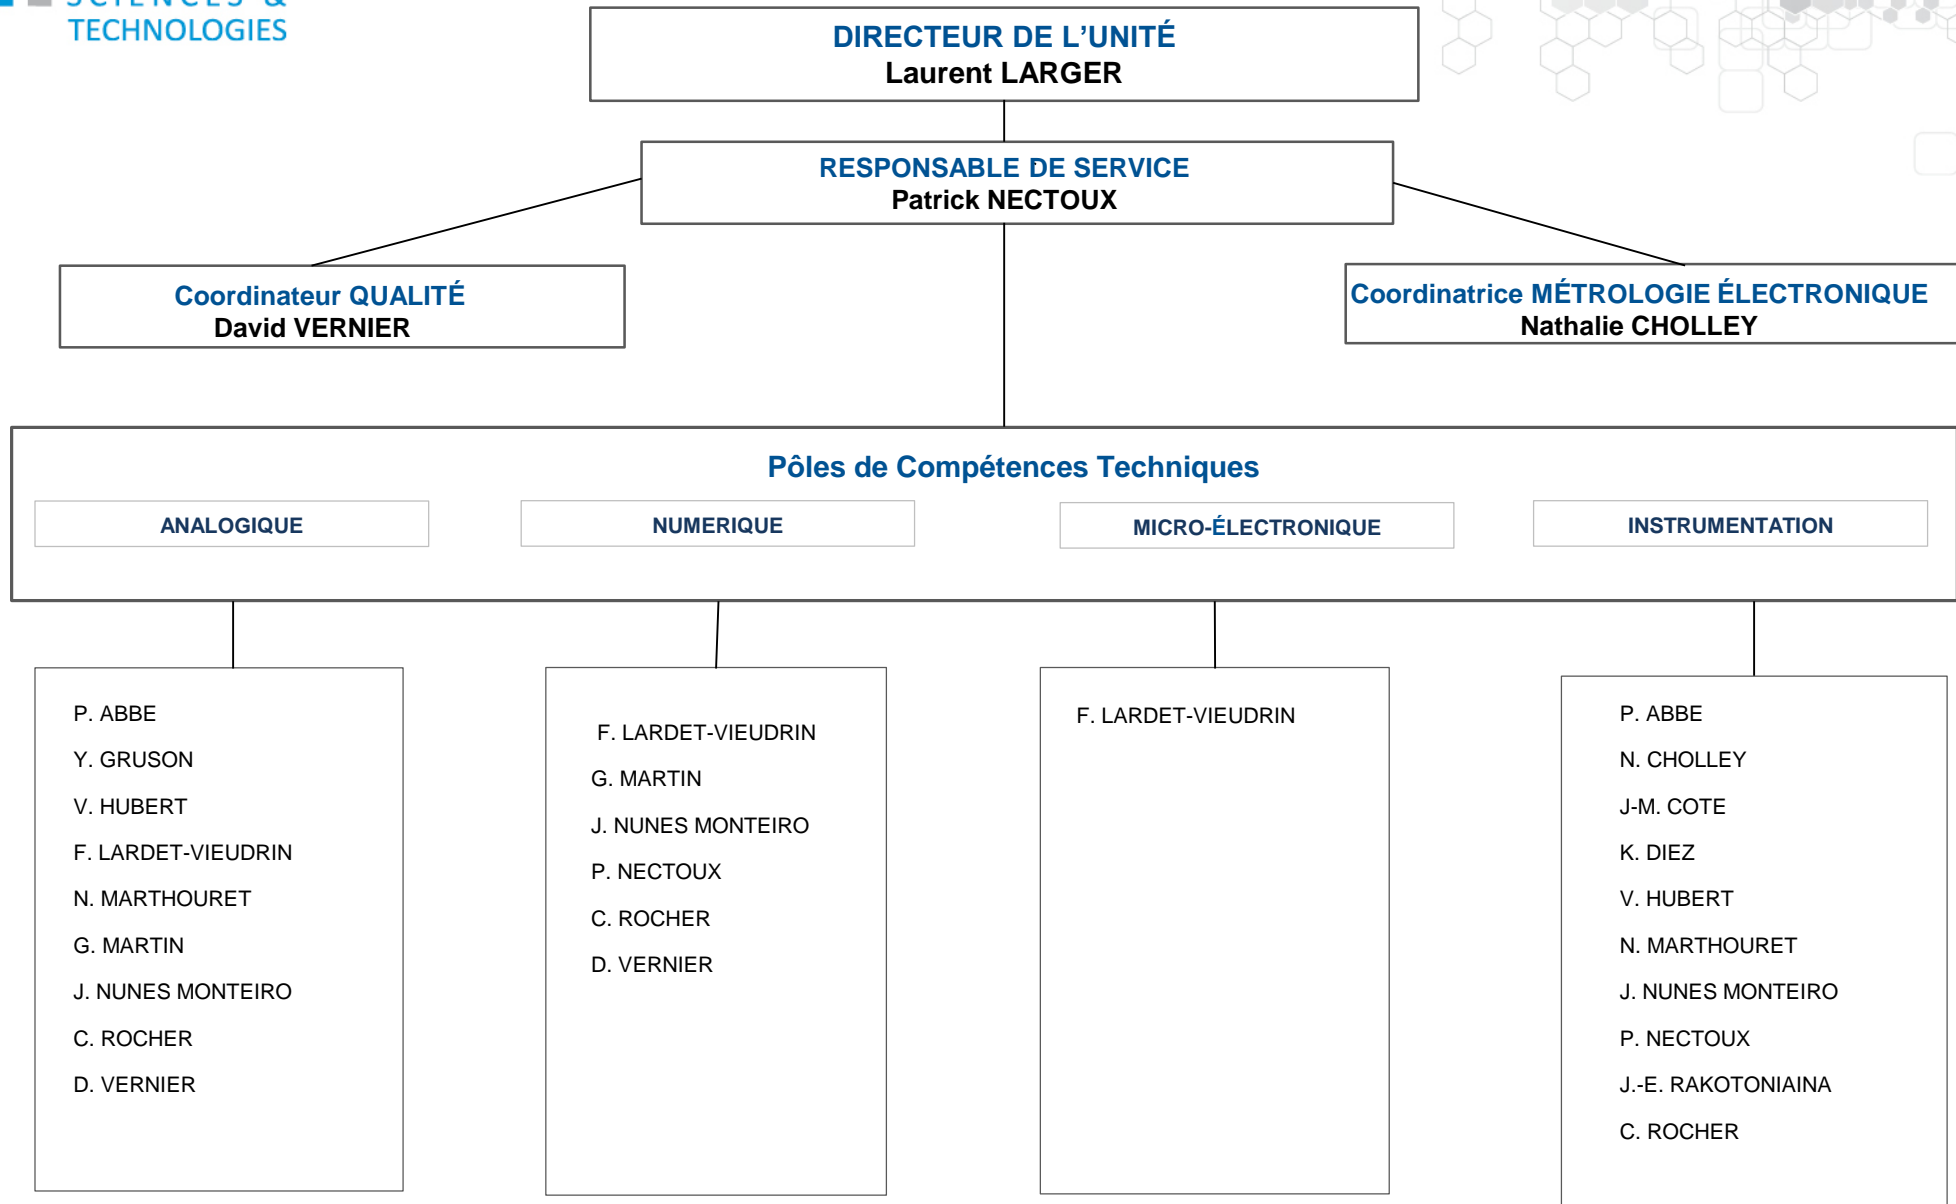 SCIENCES &
TECHNOLOGIES
DIRECTEUR DE L’UNITÉ
Laurent LARGER
RESPONSABLE DE SERVICE
Patrick NECTOUX
Coordinateur QUALITÉ
David VERNIER
Coordinatrice MÉTROLOGIE ÉLECTRONIQUE
Nathalie CHOLLEY
Pôles de Compétences Techniques
ANALOGIQUE
NUMERIQUE
MICRO-ÉLECTRONIQUE
INSTRUMENTATION
P. ABBE
Y. GRUSON
V. HUBERT
F. LARDET-VIEUDRIN
N. MARTHOURET
G. MARTIN
J. NUNES MONTEIRO
C. ROCHER
D. VERNIER
F. LARDET-VIEUDRIN
G. MARTIN
J. NUNES MONTEIRO
P. NECTOUX
C. ROCHER
D. VERNIER
F. LARDET-VIEUDRIN
P. ABBE
N. CHOLLEY
J-M. COTE
K. DIEZ
V. HUBERT
N. MARTHOURET
J. NUNES MONTEIRO
P. NECTOUX
J.-E. RAKOTONIAINA
C. ROCHER